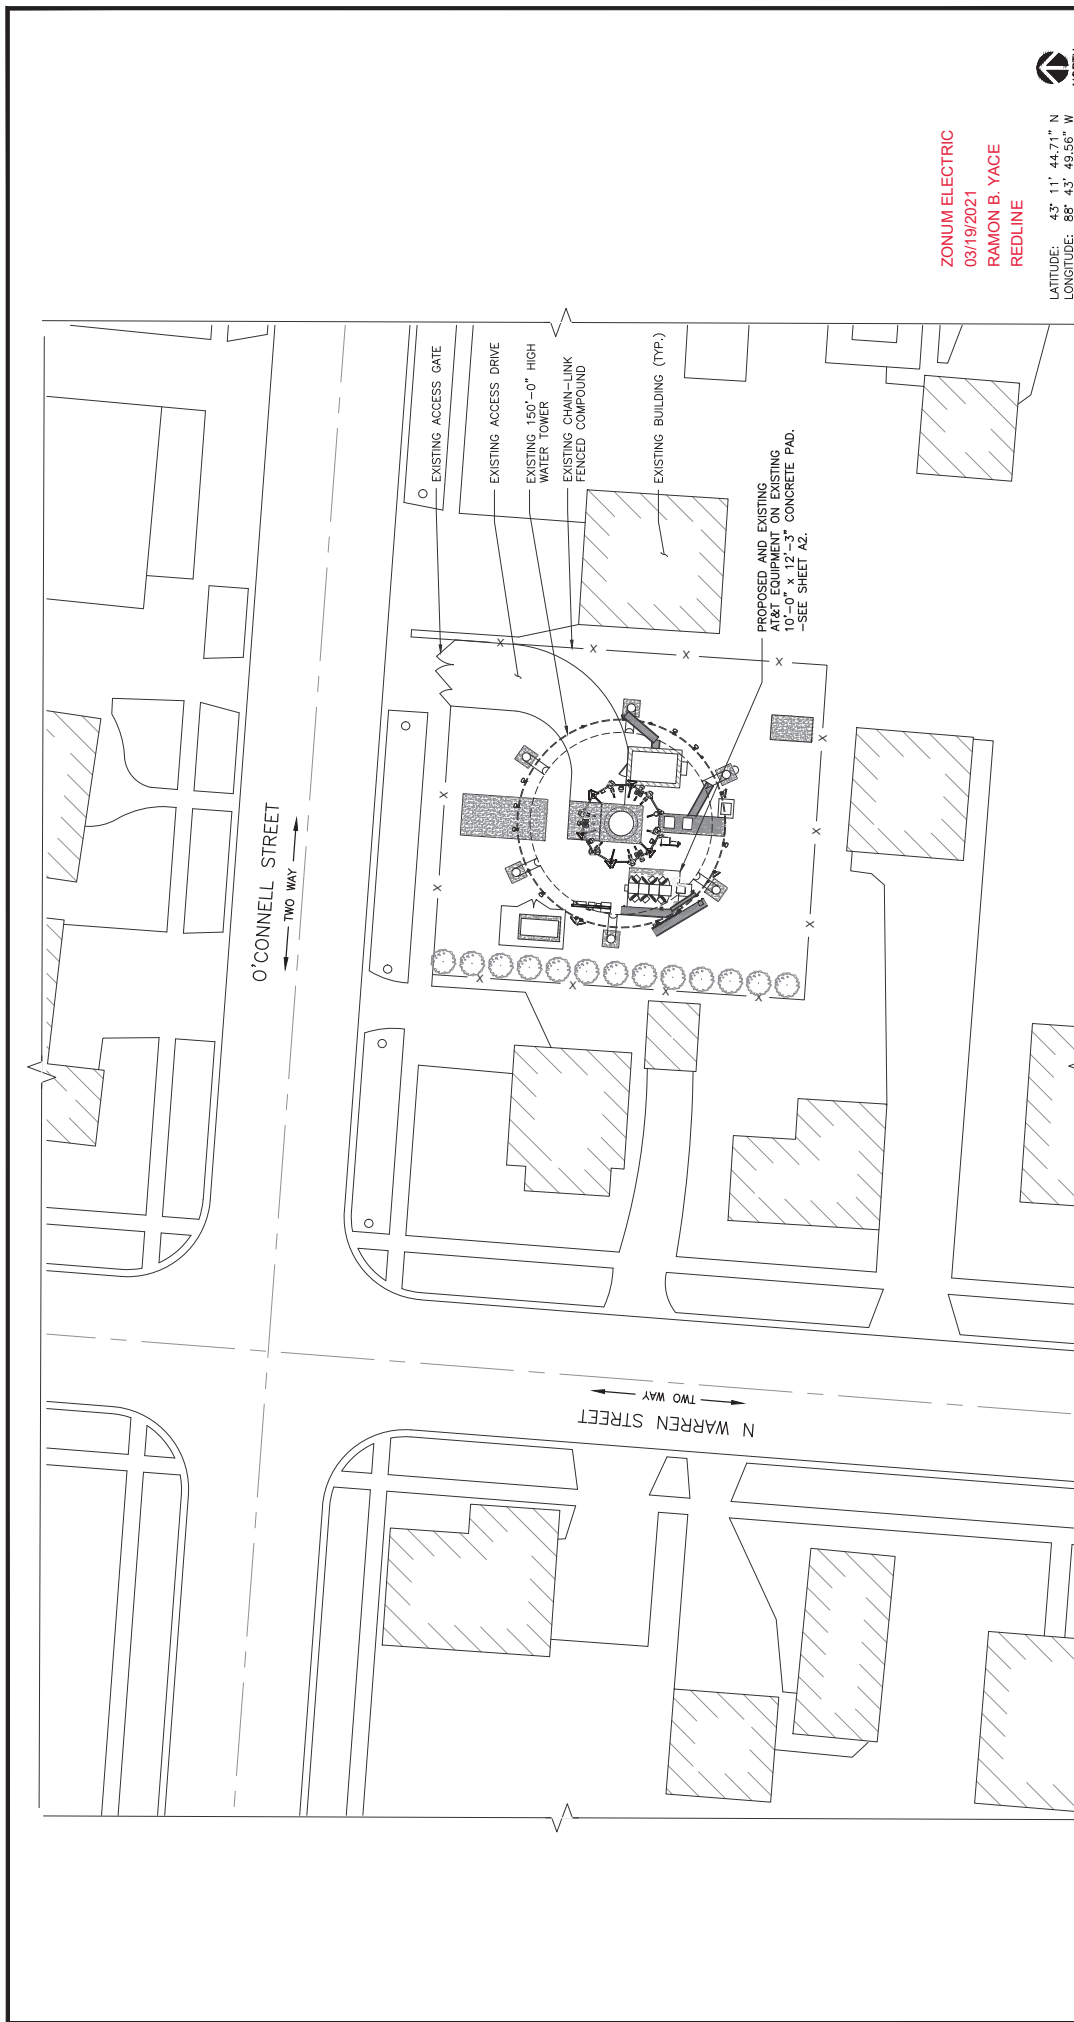 O'CONNELL STREET
TWO WAY
EXISTING ACCESS GATE
EXISTING ACCESS DRIVE
EXISTING 150'-0" HIGH
WATER TOWER
EXISTING CHAIN-LINK
FENCED COMPOUND
EXISTING BUILDING (TYP.)
PROPOSED AND EXISTING
AT&T EQUIPMENT ON EXISTING
10'-0" x 12'-3" CONCRETE PAD.
-SEE SHEET A2.
N WARREN STREET
TWO WAY
ZONUM ELECTRIC
03/19/2021
RAMON B. YACE
REDLINE
LATITUDE: 43° 11' 44.71" N
LONGITUDE: 88° 43' 49.56" W